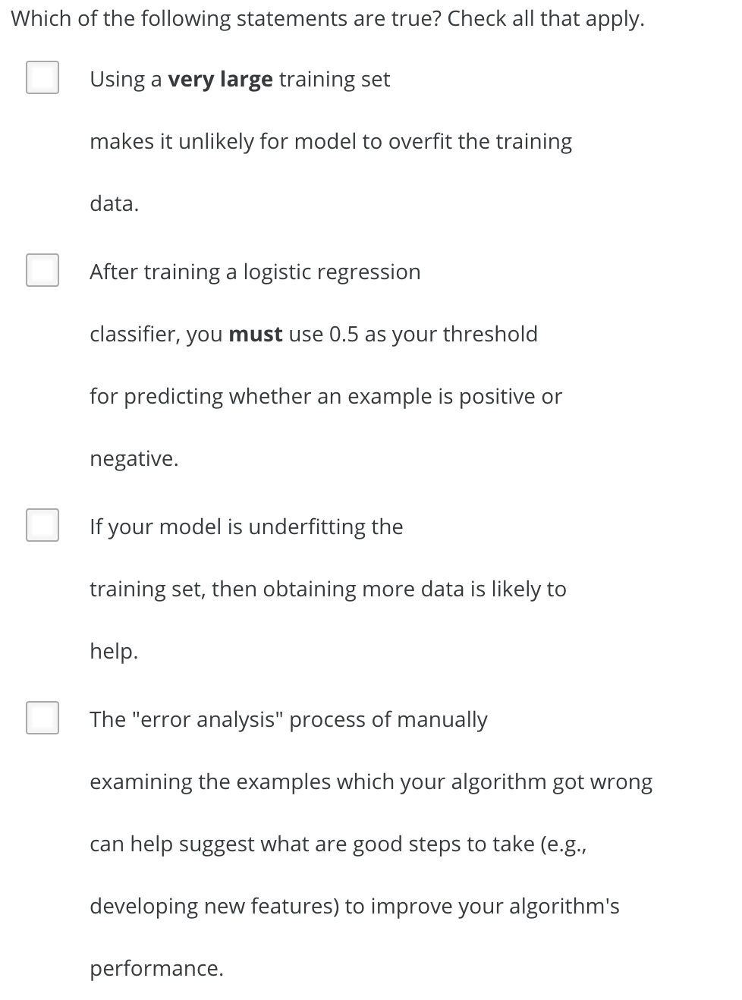 Which of the following statements are true? Check all that apply.
Using a very large training set
makes it unlikely for model to overfit the training
data.
After training a logistic regression
classifier, you must use 0.5 as your threshold
for predicting whether an example is positive or
negative.
If your model is underfitting the
training set, then obtaining more data is likely to
help.
The "error analysis" process of manually
examining the examples which your algorithm got wrong
can help suggest what are good steps to take (e.g.,
developing new features) to improve your algorithm's
performance.